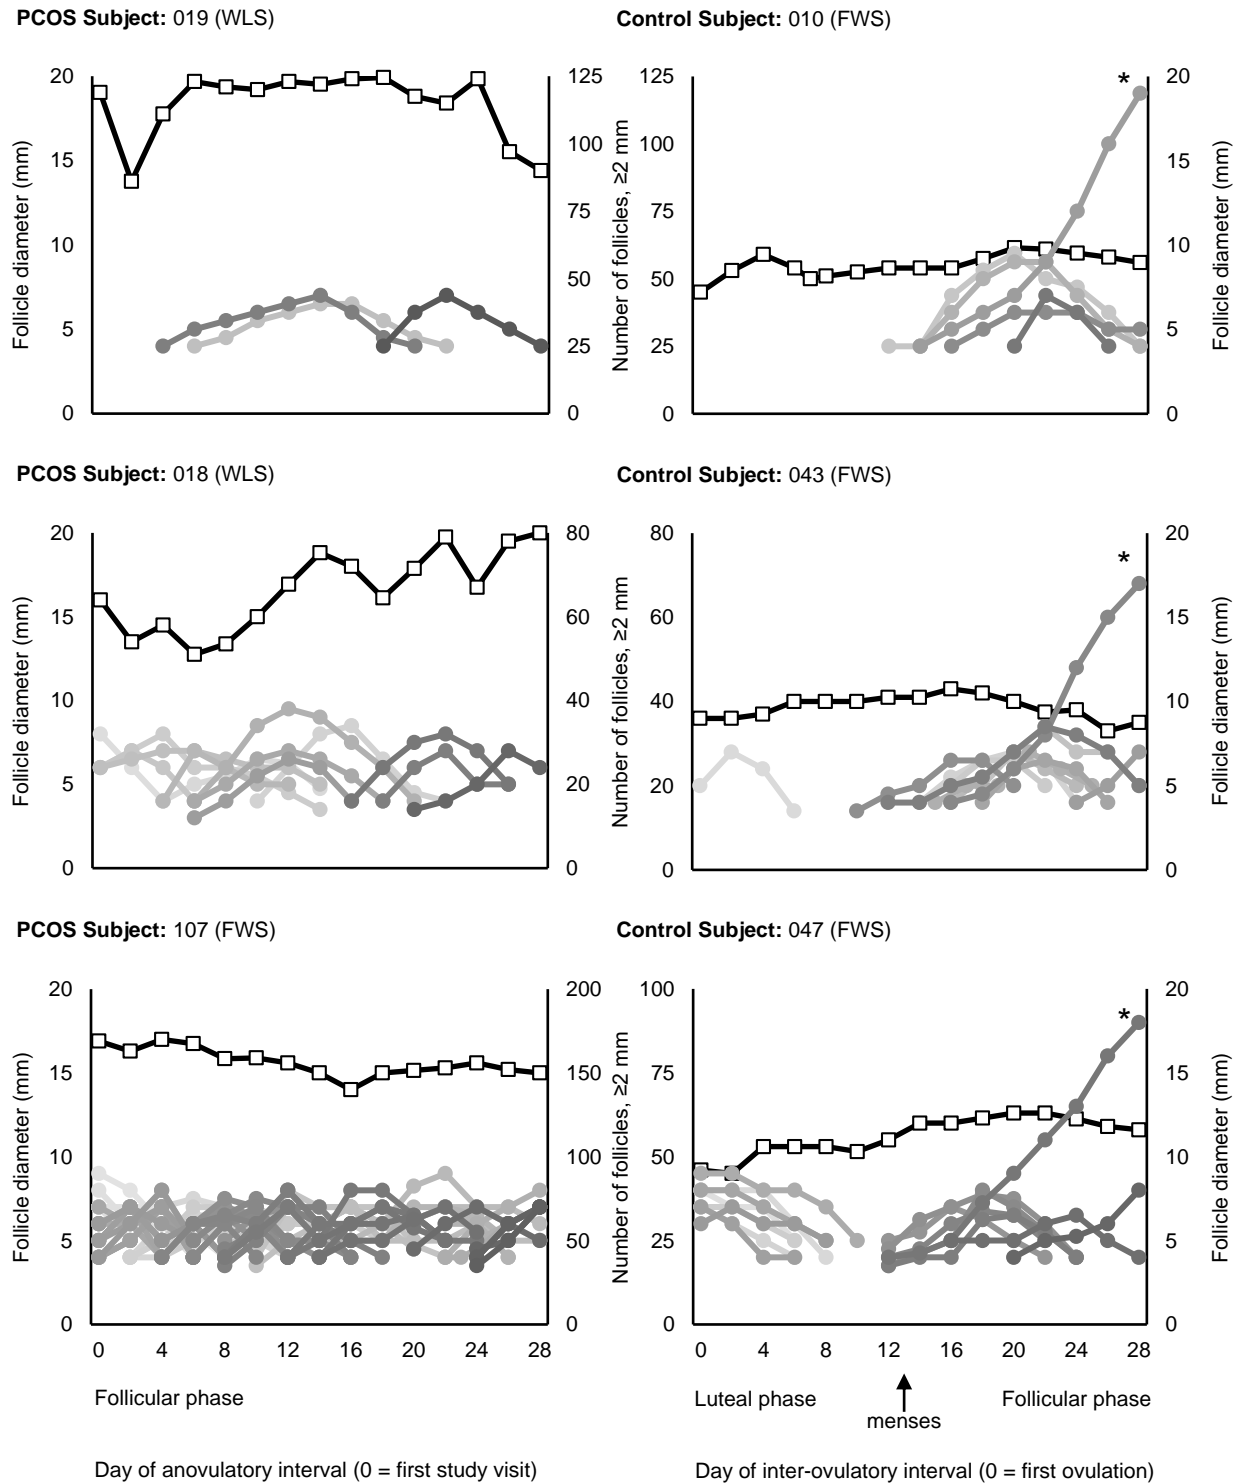 PCOS Subject: 019 (WLS)
Control Subject: 010 (FWS)
Follicle diameter (mm)
20
15
10
5
0
125
100
75
50
25
0
Number of follicles, ≥2 mm
125
100
75
50
25
0
*
20
15
10
5
0
Follicle diameter (mm)
PCOS Subject: 018 (WLS)
Control Subject: 043 (FWS)
Follicle diameter (mm)
20
15
10
5
0
80
60
40
20
0
Number of follicles, ≥2 mm
80
60
40
20
0
*
20
15
10
5
0
Follicle diameter (mm)
PCOS Subject: 107 (FWS)
Control Subject: 047 (FWS)
Follicle diameter (mm)
20
15
10
5
0
200
150
100
50
0
Number of follicles, ≥2 mm
100
75
50
25
0
*
20
15
10
5
0
Follicle diameter (mm)
0 4 8 12 16 20 24 28
0 4 8 12 16 20 24 28
Follicular phase
Luteal phase
menses
Follicular phase
Day of anovulatory interval (0 = first study visit)
Day of inter-ovulatory interval (0 = first ovulation)